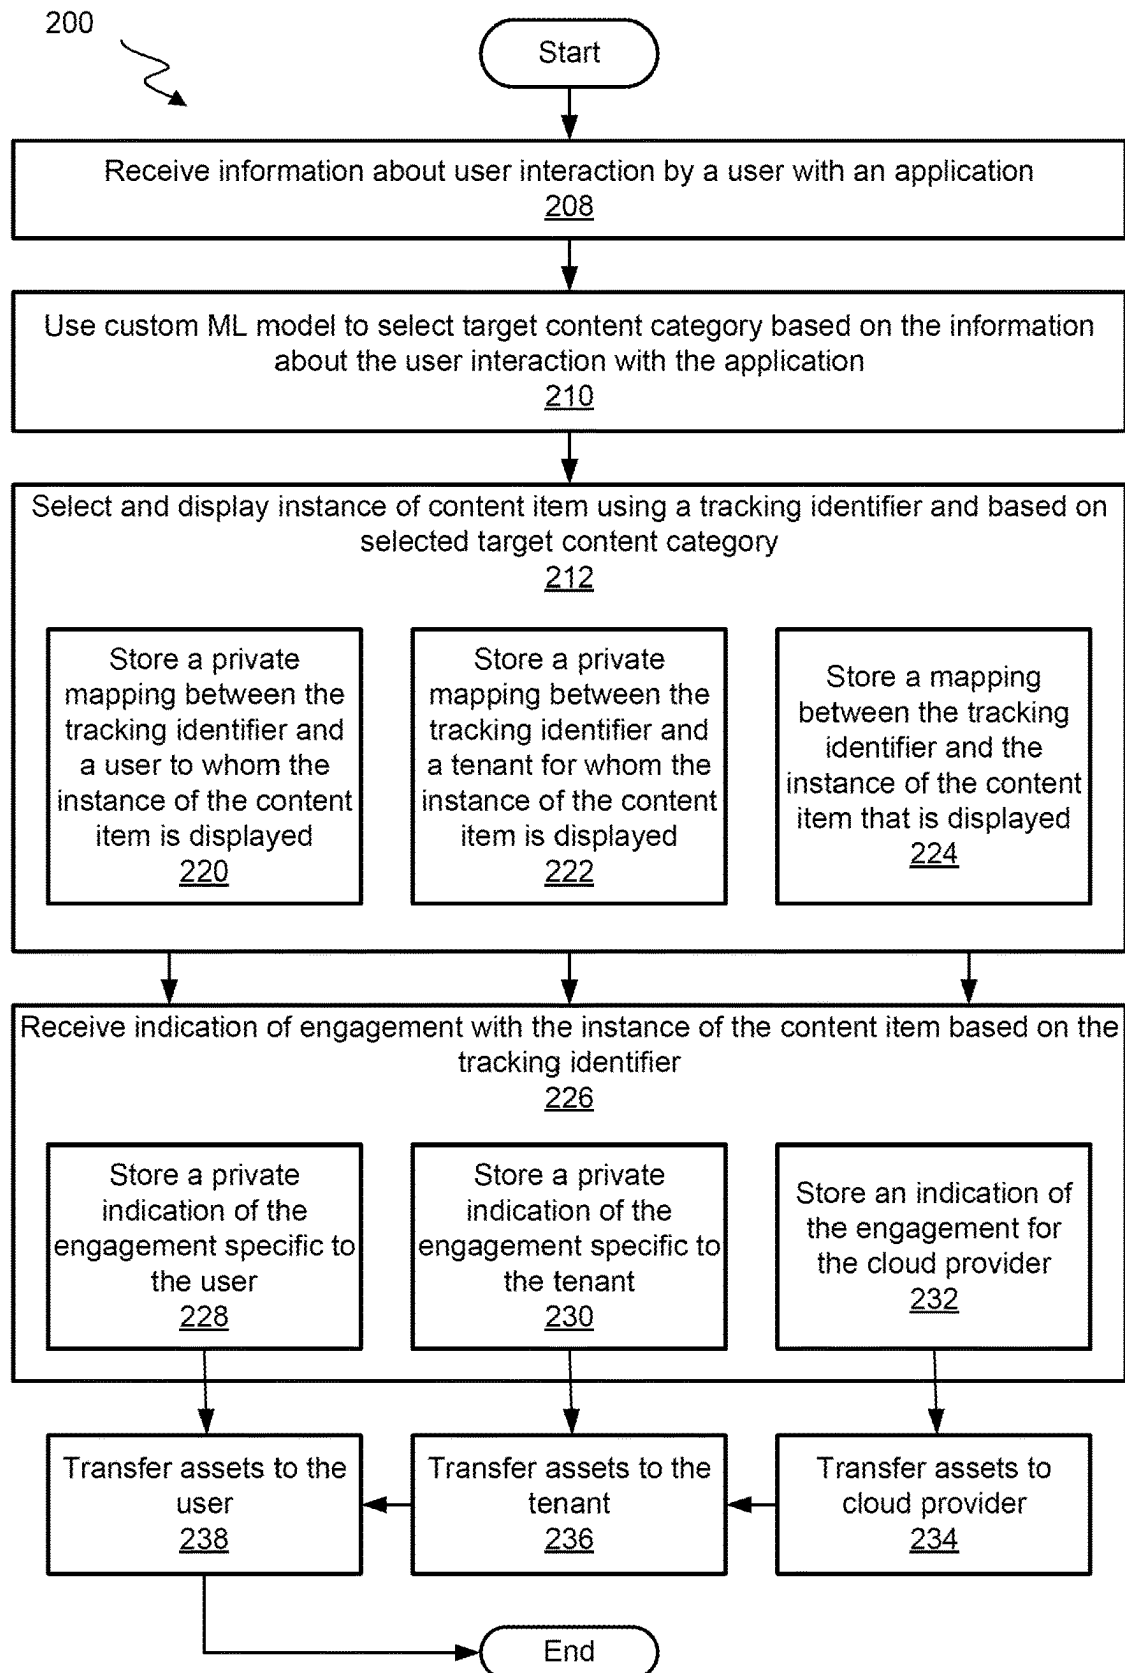 200
Start
Receive information about user interaction by a user with an application
208
Use custom ML model to select target content category based on the information
about the user interaction with the application
210
Select and display instance of content item using a tracking identifier and based on
selected target content category
212
Store a private
mapping between the
tracking identifier and
a user to whom the
instance of the content
item is displayed
220
Store a private
mapping between the
tracking identifier and
a tenant for whom the
instance of the content
item is displayed
222
Store a mapping
between the tracking
identifier and the
instance of the content
item that is displayed
224
Receive indication of engagement with the instance of the content item based on the
tracking identifier
226
Store a private
indication of the
engagement specific to
the user
228
Store a private
indication of the
engagement specific to
the tenant
230
Store an indication of
the engagement for
the cloud provider
232
Transfer assets to the
user
238
Transfer assets to the
tenant
236
Transfer assets to
cloud provider
234
End